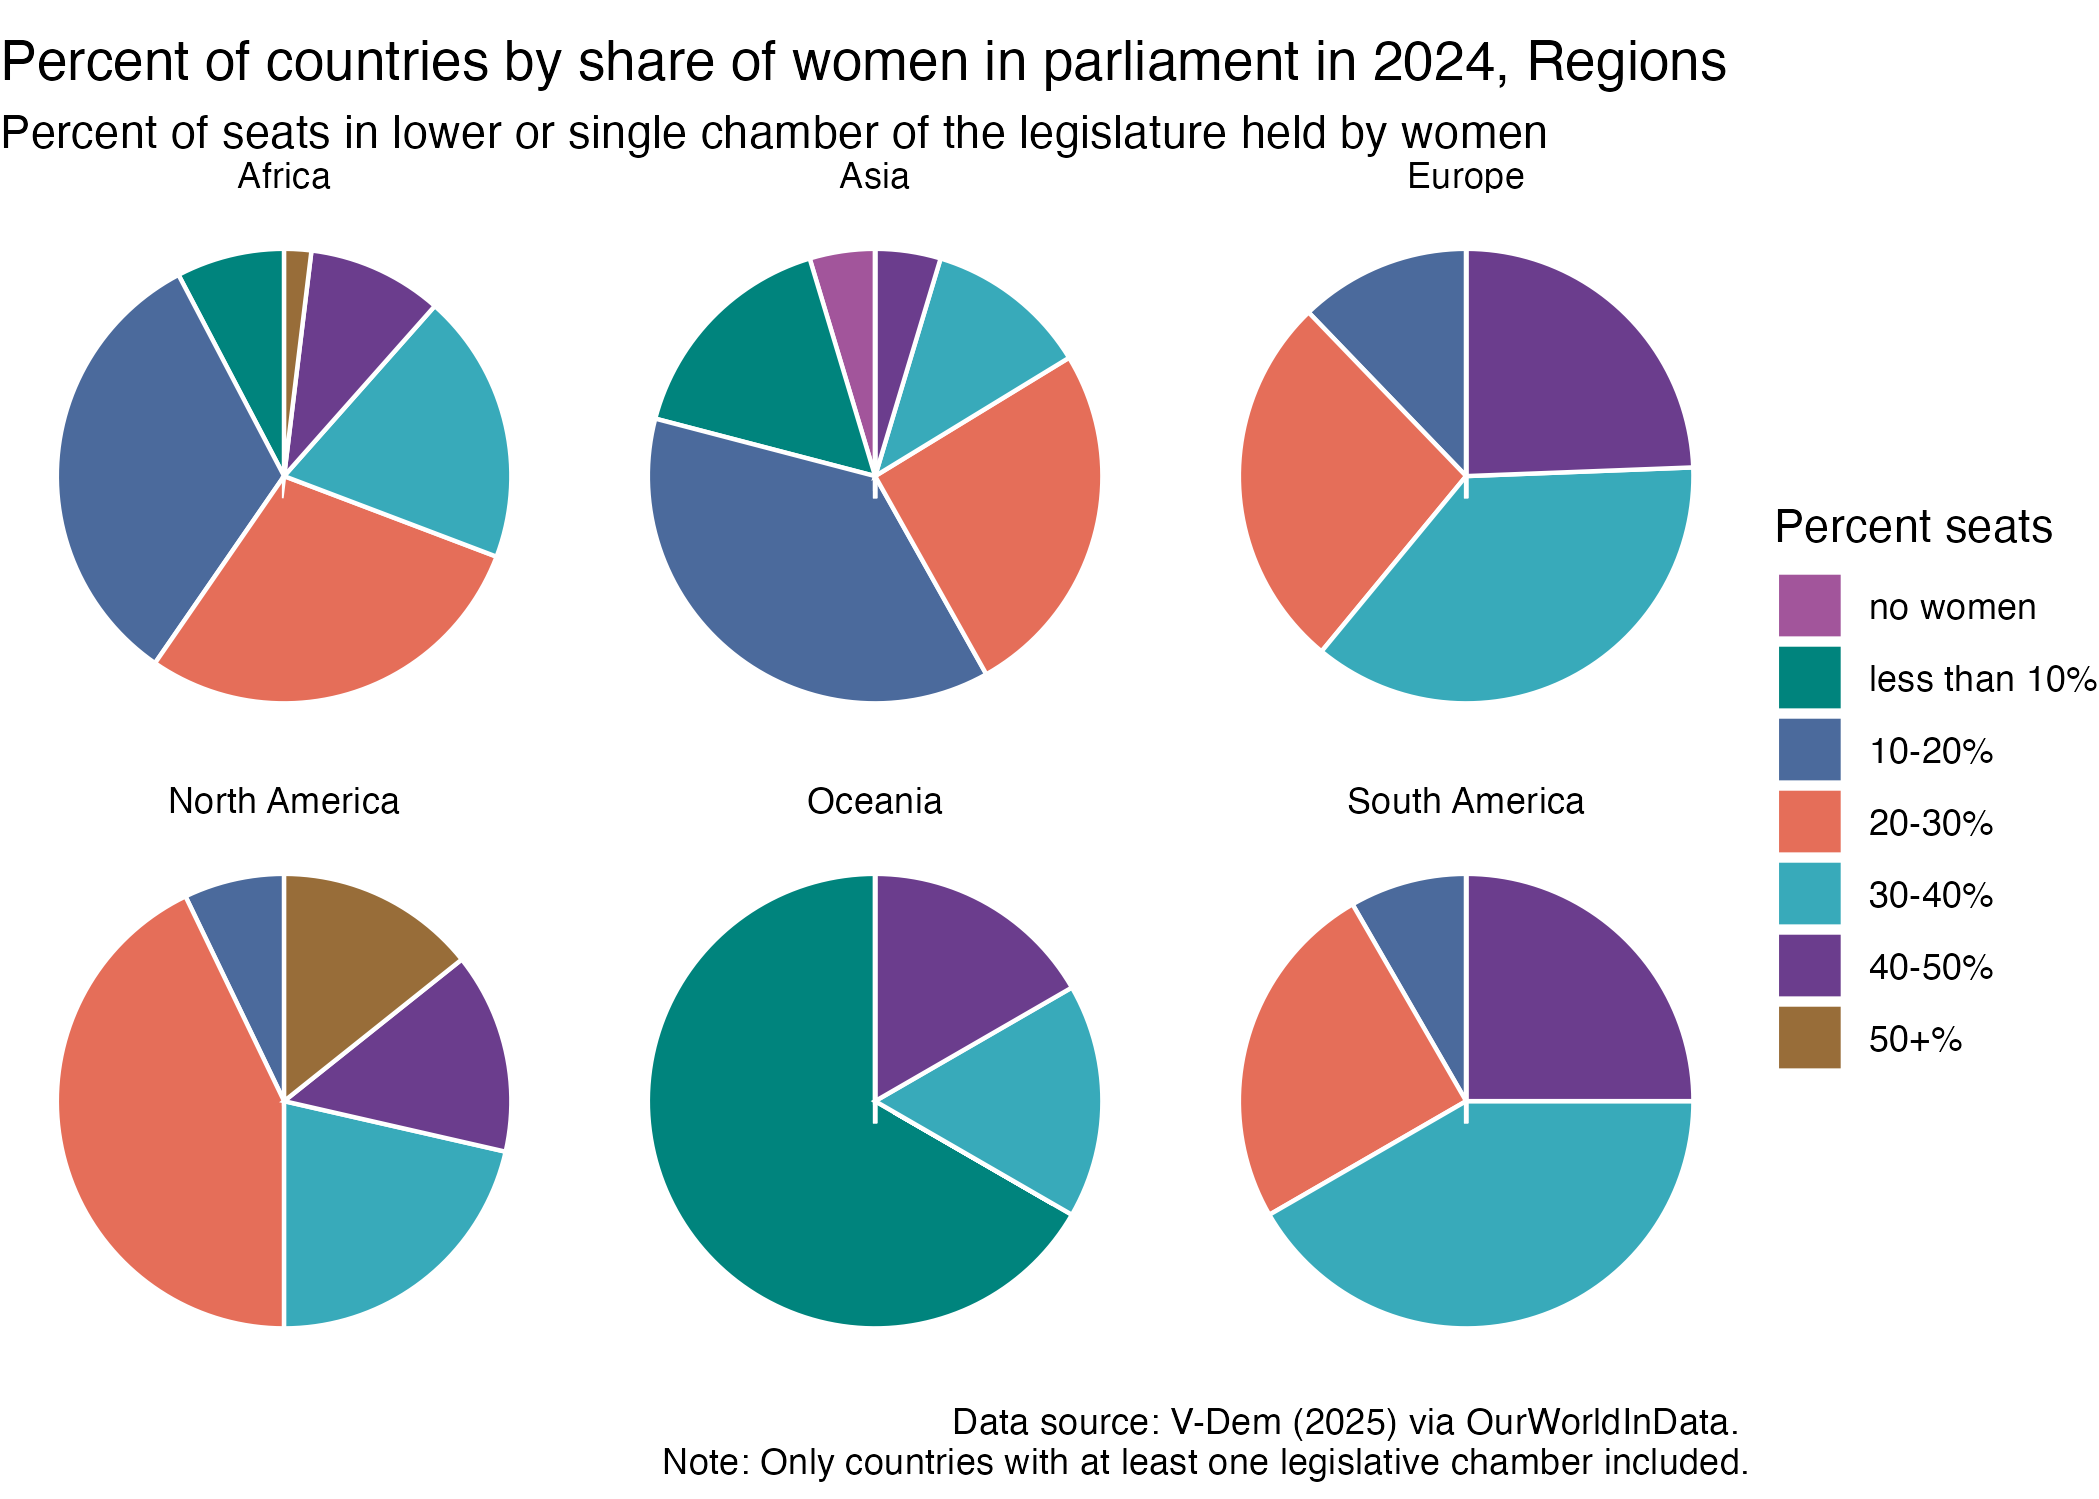 Percent of countries by share of women in parliament in 2024, Regions
Percent of seats in lower or single chamber of the legislature held by women
Africa
Asia
Europe
North America
Oceania
South America
Percent seats
no women
less than 10%
10-20%
20-30%
30-40%
40-50%
50+%
Data source: V-Dem (2025) via OurWorldInData.
Note: Only countries with at least one legislative chamber included.